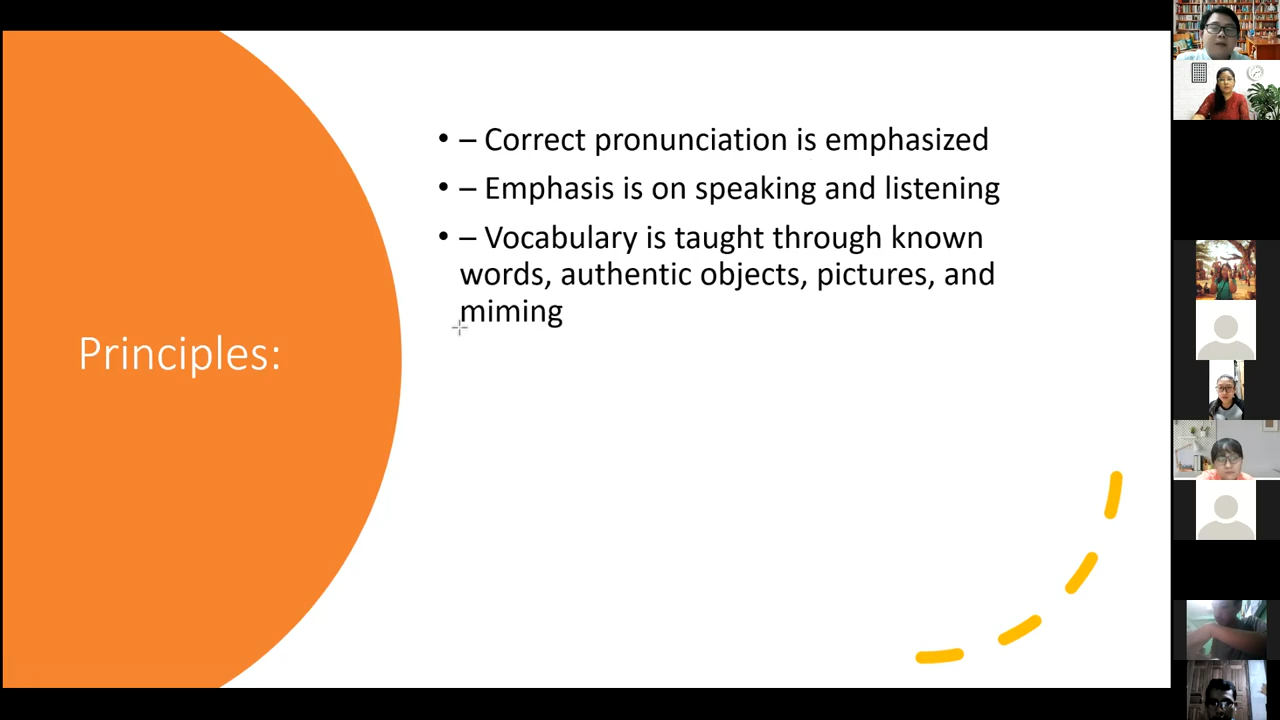 Principles:
• – Correct pronunciation is emphasized
• – Emphasis is on speaking and listening
• – Vocabulary is taught through known
words, authentic objects, pictures, and
miming